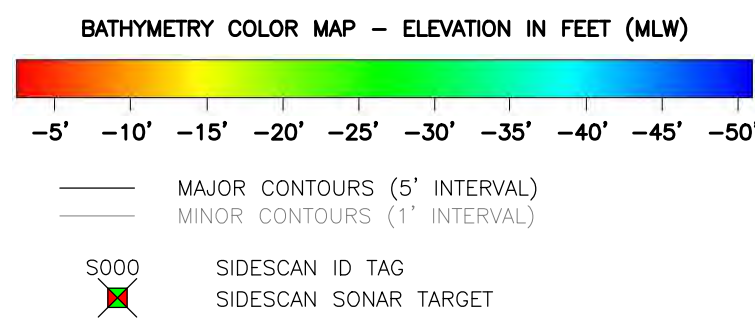 BATHYMETRY COLOR MAP – ELEVATION IN FEET (MLW)
–5' –10' –15' –20' –25' –30' –35' –40' –45' –50'
MAJOR CONTOURS (5' INTERVAL)
MINOR CONTOURS (1' INTERVAL)
S000 SIDESCAN ID TAG
SIDESCAN SONAR TARGET